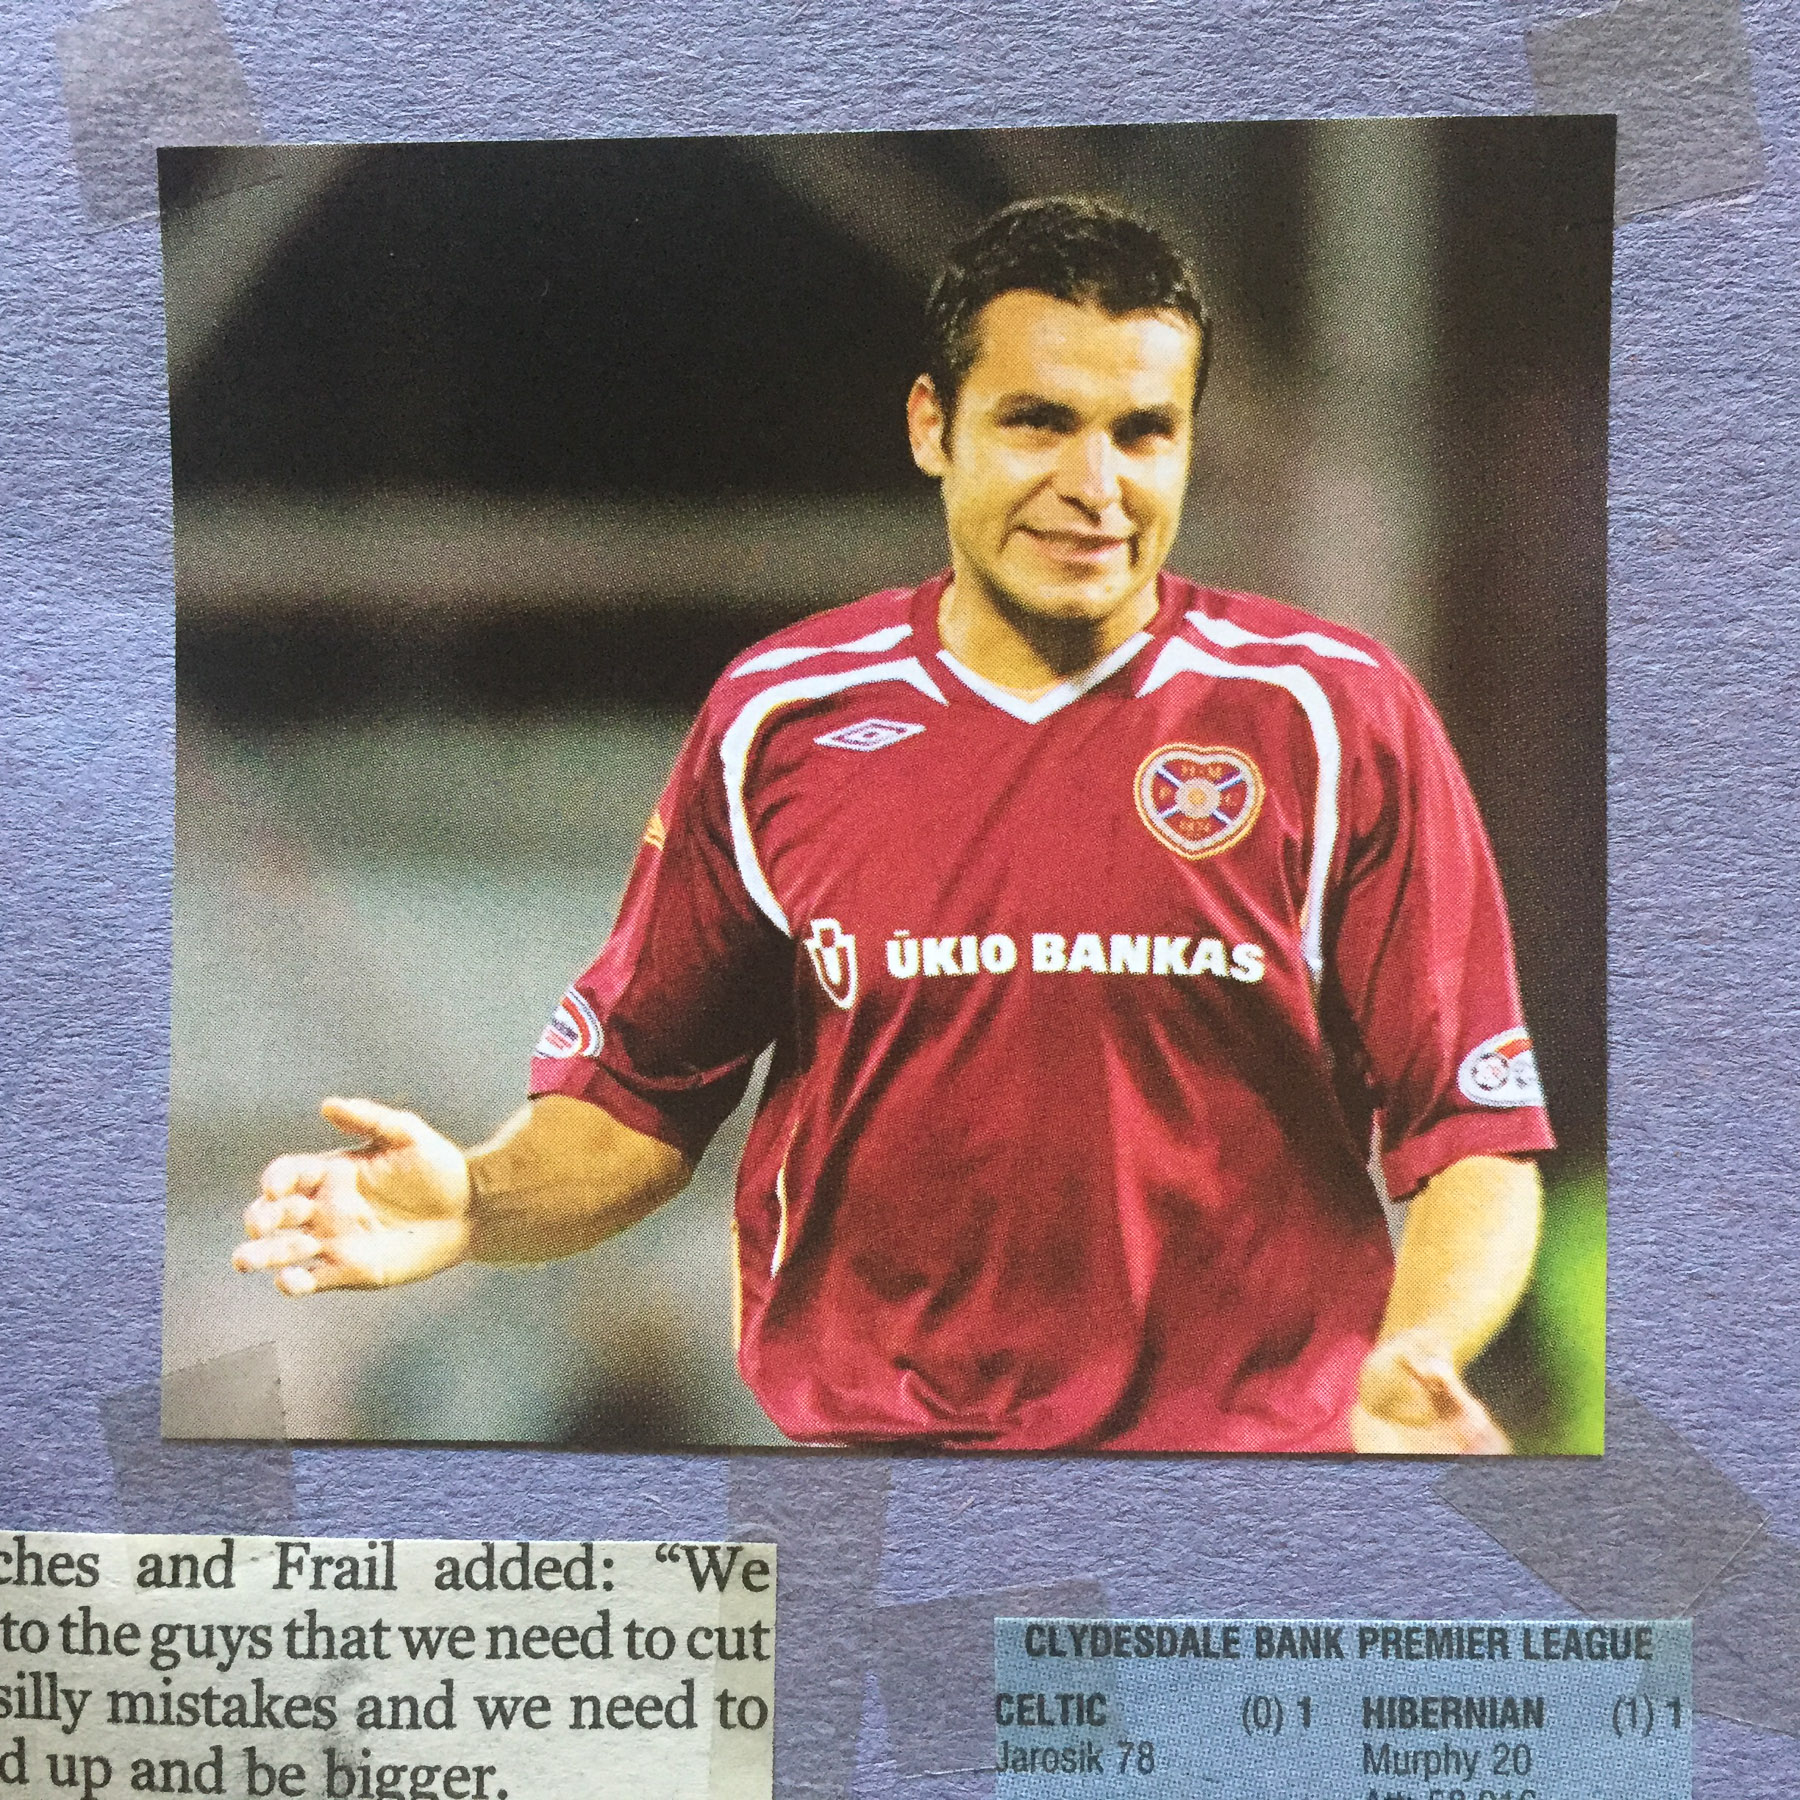 H M
F C
1874
ŪKIO BANKAS
ches and Frail added: “We
to the guys that we need to cut
silly mistakes and we need to
d up and be bigger.
CLYDESDALE BANK PREMIER LEAGUE
CELTIC (0) 1 HIBERNIAN (1) 1
Jarosik 78 Murphy 20